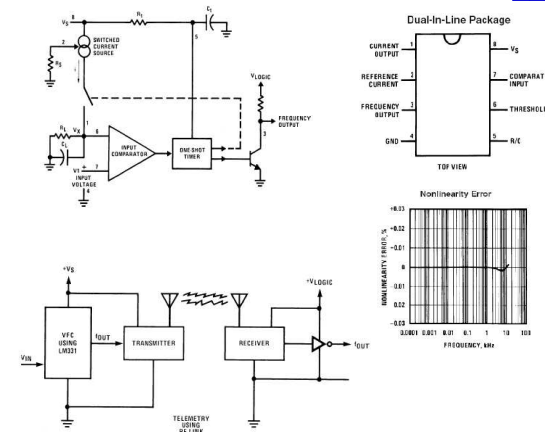 Dual-In-Line Package
CURRENT OUTPUT
1
8
VS
REFERENCE CURRENT
2
7
COMPARAT
INPUT
FREQUENCY OUTPUT
3
6
THRESHOLD
GND
4
5
R/C
TOP VIEW
VS
8
Rt
Ct
5
SWITCHED
CURRENT
SOURCE
2
RS
i
VLOGIC
FREQUENCY
OUTPUT
3
1
RL
VX
6
CL
INPUT
COMPARATOR
ONE-SHOT
TIMER
V1
+
7
INPUT
VOLTAGE
4
Nonlinearity Error
NONLINEARITY ERROR, %
+0.03
-0.02
-0.01
0
-0.01
0.02
-0.03
0.0001 0.001 0.01 0.1 1 10 100
FREQUENCY, kHz
+VS
VFC
USING
LM331
fOUT
VIN
TRANSMITTER
RECEIVER
+VLOGIC
fOUT
TELEMETRY
USING
RF LINK